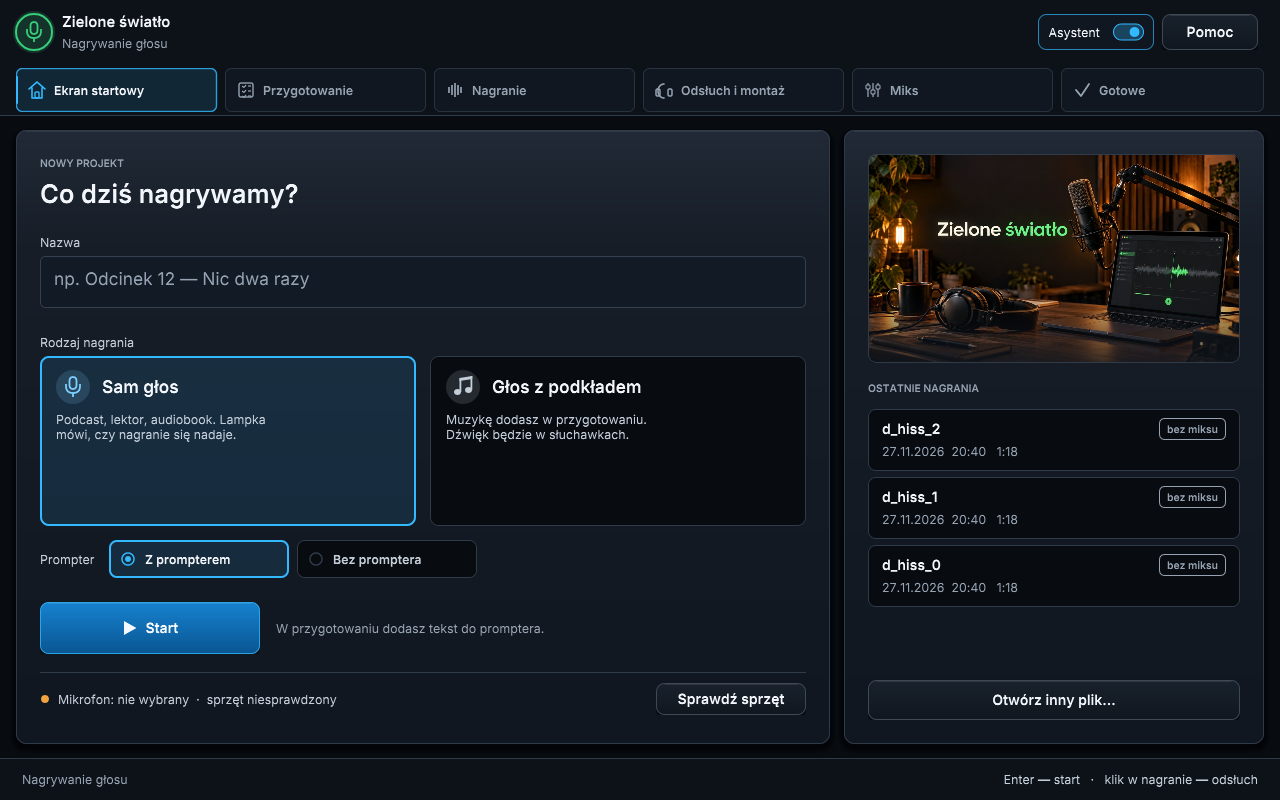 Zielone światło
Nagrywanie głosu
Asystent
Pomoc
Ekran startowy
Przygotowanie
Nagranie
Odsłuch i montaż
Miks
Gotowe
NOWY PROJEKT
Co dziś nagrywamy?
Nazwa
np. Odcinek 12 — Nic dwa razy
Rodzaj nagrania
Sam głos
Podcast, lektor, audiobook. Lampka
mówi, czy nagranie się nadaje.
Głos z podkładem
Muzykę dodasz w przygotowaniu.
Dźwięk będzie w słuchawkach.
Prompter
Z prompterem
Bez promptera
Start
W przygotowaniu dodasz tekst do promptera.
Mikrofon: nie wybrany · sprzęt niesprawdzony
Sprawdź sprzęt
Zielone światło
OSTATNIE NAGRANIA
d_hiss_2
bez miksu
27.11.2026 20:40 1:18
d_hiss_1
bez miksu
27.11.2026 20:40 1:18
d_hiss_0
bez miksu
27.11.2026 20:40 1:18
Otwórz inny plik...
Nagrywanie głosu
Enter — start · klik w nagranie — odsłuch